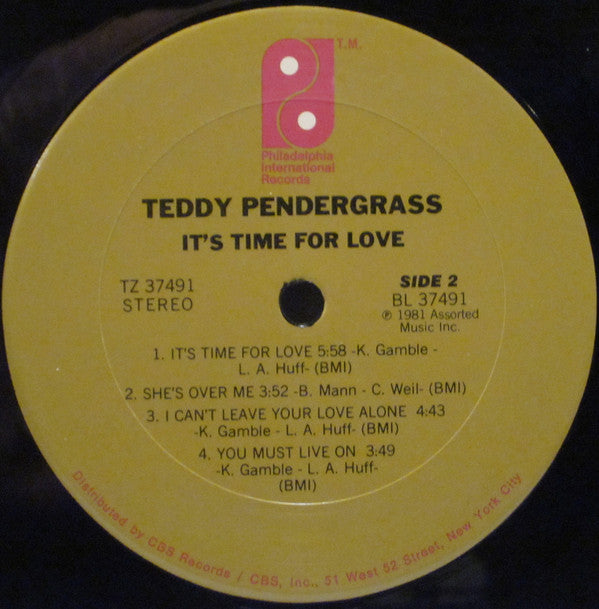 T.M.
Philadelphia
International
Records
TEDDY PENDERGRASS
IT'S TIME FOR LOVE
TZ 37491
STEREO
SIDE 2
BL 37491
℗ 1981 Assorted
Music Inc.
1. IT'S TIME FOR LOVE 5:58 -K. Gamble -
L. A. Huff- (BMI)
2. SHE'S OVER ME 3:52 -B. Mann - C. Weil- (BMI)
3. I CAN'T LEAVE YOUR LOVE ALONE 4:43
-K. Gamble - L. A. Huff- (BMI)
4. YOU MUST LIVE ON 3:49
-K. Gamble - L. A. Huff-
(BMI)
Distributed by CBS Records / CBS, Inc., 51 West 52 Street, New York City